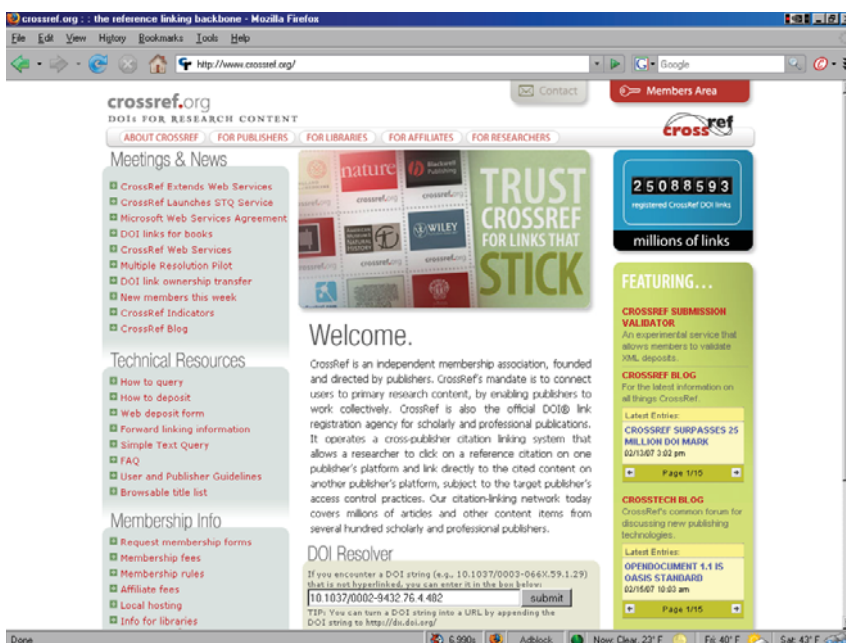 crossref.org : : the reference linking backbone - Mozilla Firefox
File Edit View History Bookmarks Tools Help
http://www.crossref.org/
Google
crossref.org
DOIs FOR RESEARCH CONTENT
Contact
Members Area
crossref
ABOUT CROSSREF
FOR PUBLISHERS
FOR LIBRARIES
FOR AFFILIATES
FOR RESEARCHERS
Meetings & News
CrossRef Extends Web Services
CrossRef Launches STQ Service
Microsoft Web Services Agreement
DOI links for books
CrossRef Web Services
Multiple Resolution Pilot
DOI link ownership transfer
New members this week
CrossRef Indicators
CrossRef Blog
Technical Resources
How to query
How to deposit
Web deposit form
Forward linking information
Simple Text Query
FAQ
User and Publisher Guidelines
Browsable title list
Membership Info
Request membership forms
Membership fees
Membership rules
Affiliate fees
Local hosting
Info for libraries
nature
Blackwell
Publishing
crossref.org
crossref.org
AMERICAN
MUSEUM &
NATURAL
HISTORY
WILEY
crossref.org
crossref.org
crossref.org
TRUST
CROSSREF
FOR LINKS THAT
STICK
Welcome.
CrossRef is an independent membership association, founded
and directed by publishers. CrossRef's mandate is to connect
users to primary research content, by enabling publishers to
work collectively. CrossRef is also the official DOI® link
registration agency for scholarly and professional publications.
It operates a cross-publisher citation linking system that
allows a researcher to click on a reference citation on one
publisher's platform and link directly to the cited content on
another publisher's platform, subject to the target publisher's
access control practices. Our citation-linking network today
covers millions of articles and other content items from
several hundred scholarly and professional publishers.
DOI Resolver
If you encounter a DOI string (e.g., 10.1037/0003-066X.59.1.29)
that is not hyperlinked, you can enter it in the box below:
10.1037/0002-9432.76.4.482
submit
TIP: You can turn a DOI string into a URL by appending the
DOI string to http://dx.doi.org/
25088593
registered CrossRef DOI links
millions of links
FEATURING...
CROSSREF SUBMISSION
VALIDATOR
An experimental service that
allows members to validate
XML deposits.
CROSSREF BLOG
For the latest information on
all things CrossRef.
Latest Entries:
CROSSREF SURPASSES 25
MILLION DOI MARK
02/13/07 3:02 pm
Page 1/15
CROSSTECH BLOG
CrossRef's common forum for
discussing new publishing
technologies.
Latest Entries:
OPENDOCUMENT 1.1 IS
OASIS STANDARD
02/15/07 10:03 am
Page 1/15
Done
6.990s
Adblock
Now: Clear, 23° F
Fri: 40° F
Sat: 43° F